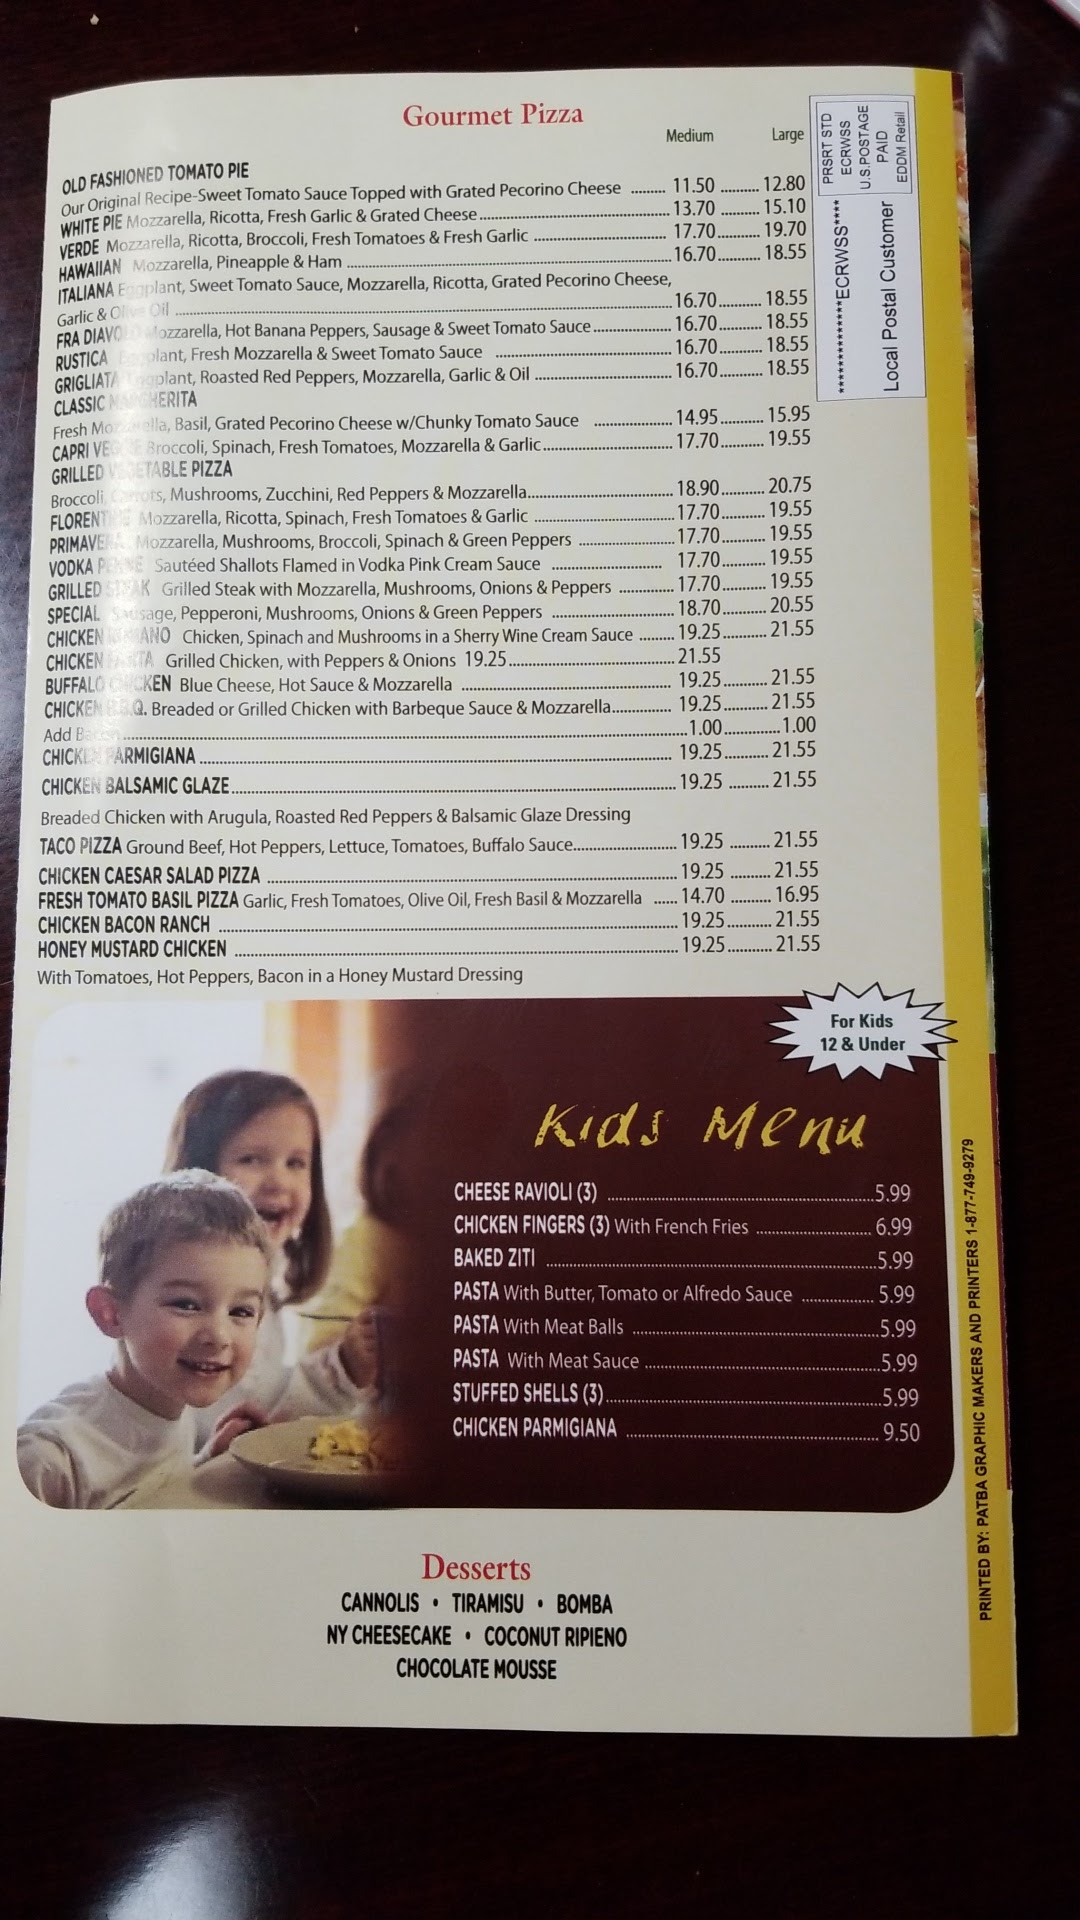 Gourmet Pizza
Medium Large
OLD FASHIONED TOMATO PIE
Our Original Recipe-Sweet Tomato Sauce Topped with Grated Pecorino Cheese ......... 11.50 ......... 12.80
WHITE PIE Mozzarella, Ricotta, Fresh Garlic & Grated Cheese ......... 13.70 ......... 15.10
VERDE Mozzarella, Ricotta, Broccoli, Fresh Tomatoes & Fresh Garlic ......... 17.70 ......... 19.70
HAWAIIAN Mozzarella, Pineapple & Ham ......... 16.70 ......... 18.55
ITALIANA Eggplant, Sweet Tomato Sauce, Mozzarella, Ricotta, Grated Pecorino Cheese,
Garlic & Olive Oil ......... 16.70 ......... 18.55
FRA DIAVOLO Mozzarella, Hot Banana Peppers, Sausage & Sweet Tomato Sauce ......... 16.70 ......... 18.55
RUSTICA Eggplant, Fresh Mozzarella & Sweet Tomato Sauce ......... 16.70 ......... 18.55
GRIGLIATA Eggplant, Roasted Red Peppers, Mozzarella, Garlic & Oil ......... 16.70 ......... 18.55
CLASSIC MARGHERITA
Fresh Mozzarella, Basil, Grated Pecorino Cheese w/Chunky Tomato Sauce ......... 14.95 ......... 15.95
CAPRI VEGGIE Broccoli, Spinach, Fresh Tomatoes, Mozzarella & Garlic ......... 17.70 ......... 19.55
GRILLED VEGETABLE PIZZA
Broccoli, Carrots, Mushrooms, Zucchini, Red Peppers & Mozzarella ......... 18.90 ......... 20.75
FLORENTINE Mozzarella, Ricotta, Spinach, Fresh Tomatoes & Garlic ......... 17.70 ......... 19.55
PRIMAVERA Mozzarella, Mushrooms, Broccoli, Spinach & Green Peppers ......... 17.70 ......... 19.55
VODKA PENNE Sautéed Shallots Flamed in Vodka Pink Cream Sauce ......... 17.70 ......... 19.55
GRILLED STEAK Grilled Steak with Mozzarella, Mushrooms, Onions & Peppers ......... 17.70 ......... 19.55
SPECIAL Sausage, Pepperoni, Mushrooms, Onions & Green Peppers ......... 18.70 ......... 20.55
CHICKEN Chicken, Spinach and Mushrooms in a Sherry Wine Cream Sauce ......... 19.25 ......... 21.55
CHICKEN FAJITA Grilled Chicken, with Peppers & Onions 19.25 ......... 21.55
BUFFALO CHICKEN Blue Cheese, Hot Sauce & Mozzarella ......... 19.25 ......... 21.55
CHICKEN B.B.Q. Breaded or Grilled Chicken with Barbeque Sauce & Mozzarella ......... 19.25 ......... 21.55
Add Bacon ......... 1.00 ......... 1.00
CHICKEN PARMIGIANA ......... 19.25 ......... 21.55
CHICKEN BALSAMIC GLAZE ......... 19.25 ......... 21.55
Breaded Chicken with Arugula, Roasted Red Peppers & Balsamic Glaze Dressing
TACO PIZZA Ground Beef, Hot Peppers, Lettuce, Tomatoes, Buffalo Sauce ......... 19.25 ......... 21.55
CHICKEN CAESAR SALAD PIZZA ......... 19.25 ......... 21.55
FRESH TOMATO BASIL PIZZA Garlic, Fresh Tomatoes, Olive Oil, Fresh Basil & Mozzarella ...... 14.70 ......... 16.95
CHICKEN BACON RANCH ......... 19.25 ......... 21.55
HONEY MUSTARD CHICKEN ......... 19.25 ......... 21.55
With Tomatoes, Hot Peppers, Bacon in a Honey Mustard Dressing
PRSRT STD
ECRWSS
U.S.POSTAGE
PAID
EDDM Retail
**************ECRWSS****
Local Postal Customer
For Kids
12 & Under
Kids Menu
CHEESE RAVIOLI (3) ......... 5.99
CHICKEN FINGERS (3) With French Fries ......... 6.99
BAKED ZITI ......... 5.99
PASTA With Butter, Tomato or Alfredo Sauce ......... 5.99
PASTA With Meat Balls ......... 5.99
PASTA With Meat Sauce ......... 5.99
STUFFED SHELLS (3) ......... 5.99
CHICKEN PARMIGIANA ......... 9.50
Desserts
CANNOLIS • TIRAMISU • BOMBA
NY CHEESECAKE • COCONUT RIPIENO
CHOCOLATE MOUSSE
PRINTED BY: PATBA GRAPHIC MAKERS AND PRINTERS 1-877-749-9279